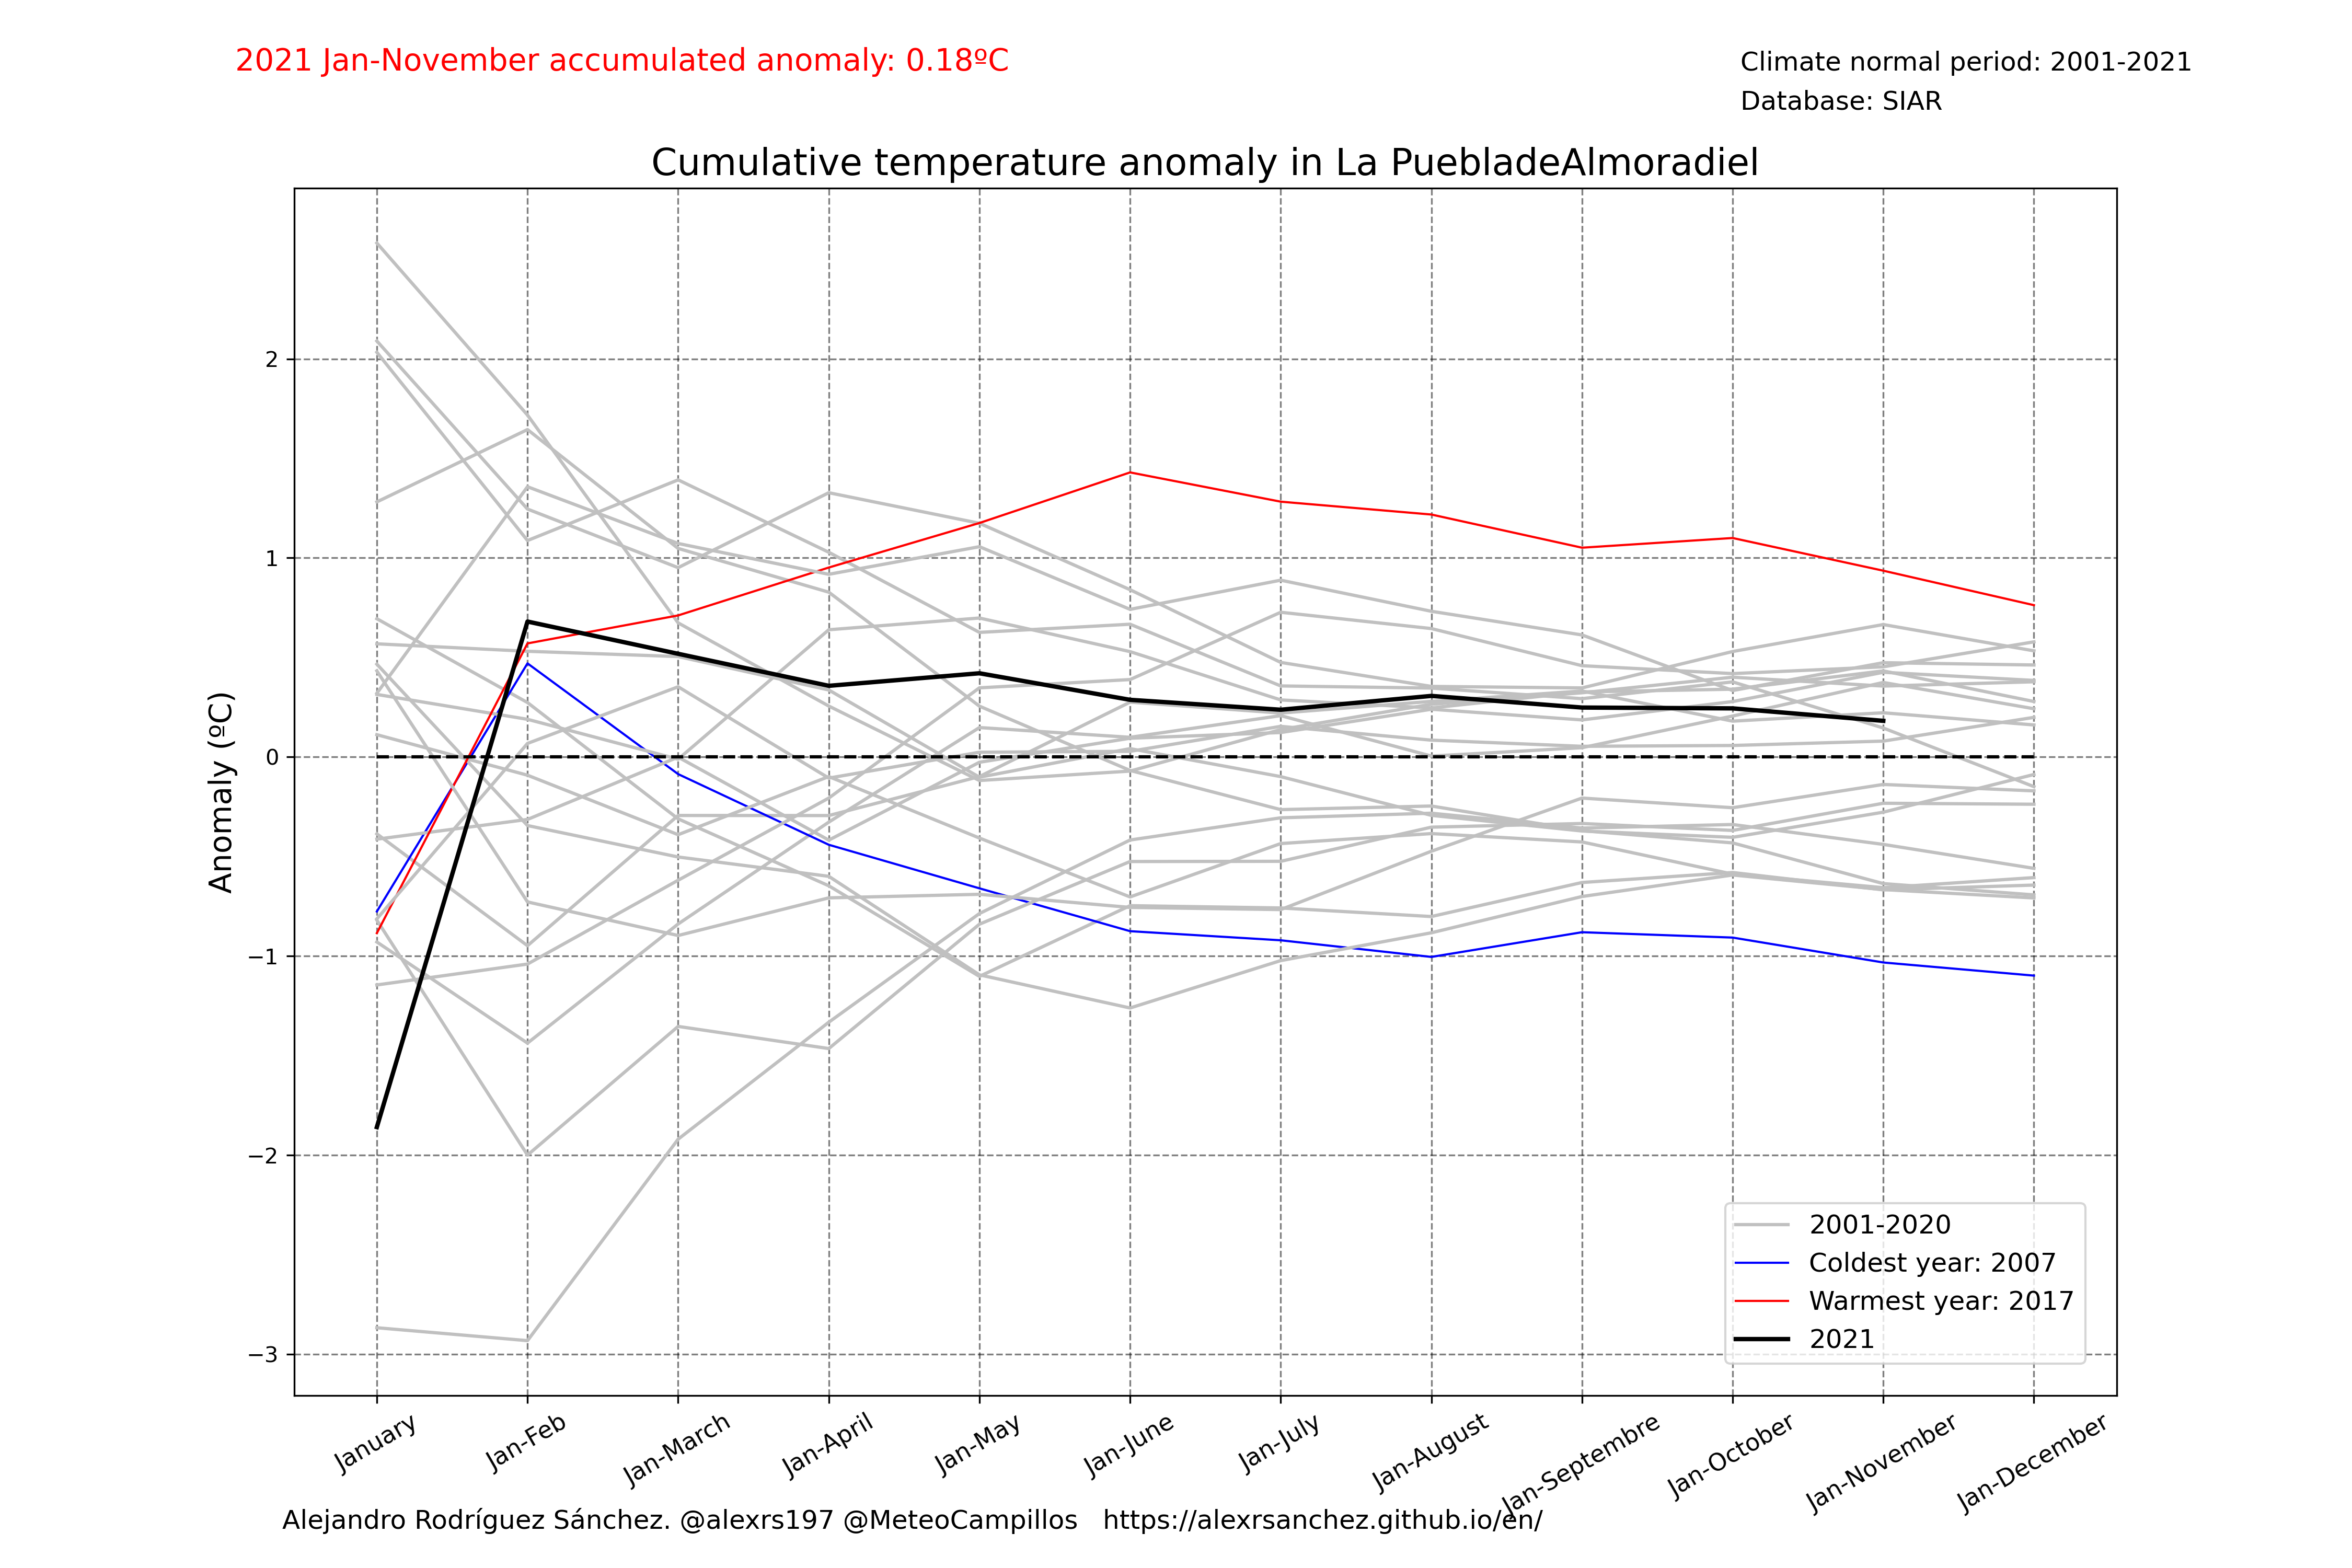 2021 Jan-November accumulated anomaly: 0.18ºC
Climate normal period: 2001-2021
Database: SIAR
Cumulative temperature anomaly in La PuebladeAlmoradiel
Anomaly (ºC)
2
1
0
−1
−2
−3
2001-2020
Coldest year: 2007
Warmest year: 2017
2021
January
Jan-Feb
Jan-March
Jan-April
Jan-May
Jan-June
Jan-July
Jan-August
Jan-Septembre
Jan-October
Jan-November
Jan-December
Alejandro Rodríguez Sánchez. @alexrs197 @MeteoCampillos   https://alexrsanchez.github.io/en/